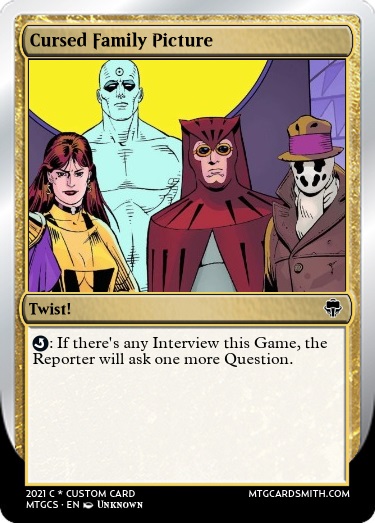 Cursed Family Picture
Twist!
: If there's any Interview this Game, the
Reporter will ask one more Question.
2021 C * CUSTOM CARD
MTGCS · EN Unknown
MTGCARDSMITH.COM